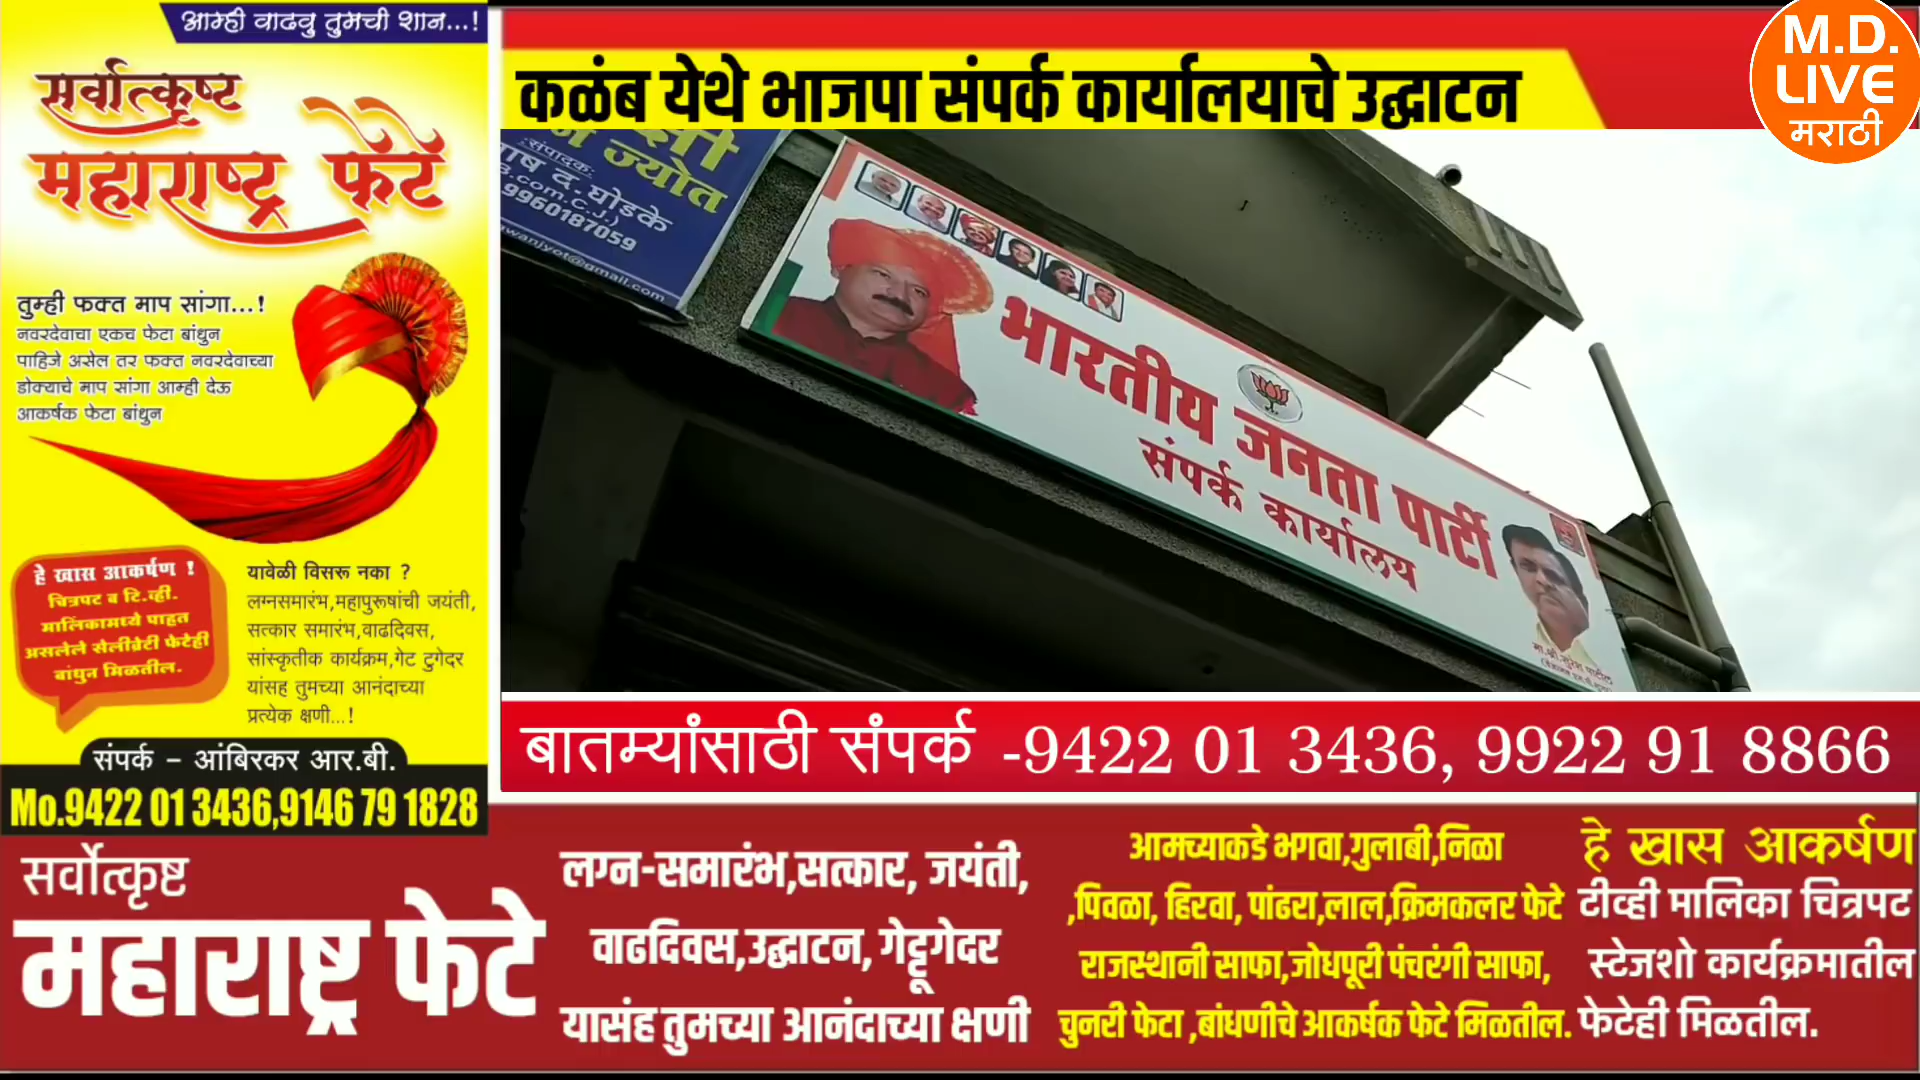 आम्ही वाढवु तुमची शान...!
सर्वोत्कृष्ट
महाराष्ट्र फेटे
तुम्ही फक्त माप सांगा...!
नवरदेवाचा एकच फेटा बांधुन
पाहिजे असेल तर फक्त नवरदेवाच्या
डोक्याचे माप सांगा आम्ही देऊ
आकर्षक फेटा बांधुन
हे खास आकर्षण !
चित्रपट व टि.व्ही.
मालिकामध्ये पाहत
असलेले सेलीब्रेटी फेटेही
बांधुन मिळतील.
यावेळी विसरू नका ?
लग्नसमारंभ,महापुरूषांची जयंती,
सत्कार समारंभ,वाढदिवस,
सांस्कृतीक कार्यक्रम,गेट टुगेदर
यांसह तुमच्या आनंदाच्या
प्रत्येक क्षणी...!
संपर्क – आंबिरकर आर.बी.
Mo.9422 01 3436,9146 79 1828
कळंब येथे भाजपा संपर्क कार्यालयाचे उद्घाटन
M.D.
LIVE
मराठी
ज्योत
संपादक:
द. घोडके
9960187059
भारतीय जनता पार्टी
संपर्क कार्यालय
मा.श्री.सुरेश पाटील
बातम्यांसाठी संपर्क -9422 01 3436, 9922 91 8866
सर्वोत्कृष्ट
महाराष्ट्र फेटे
लग्न-समारंभ,सत्कार, जयंती,
वाढदिवस,उद्घाटन, गेट्टूगेदर
यासंह तुमच्या आनंदाच्या क्षणी
आमच्याकडे भगवा,गुलाबी,निळा
,पिवळा, हिरवा, पांढरा,लाल,क्रिमकलर फेटे
राजस्थानी साफा,जोधपूरी पंचरंगी साफा,
चुनरी फेटा ,बांधणीचे आकर्षक फेटे मिळतील.
हे खास आकर्षण
टीव्ही मालिका चित्रपट
स्टेजशो कार्यक्रमातील
फेटेही मिळतील.